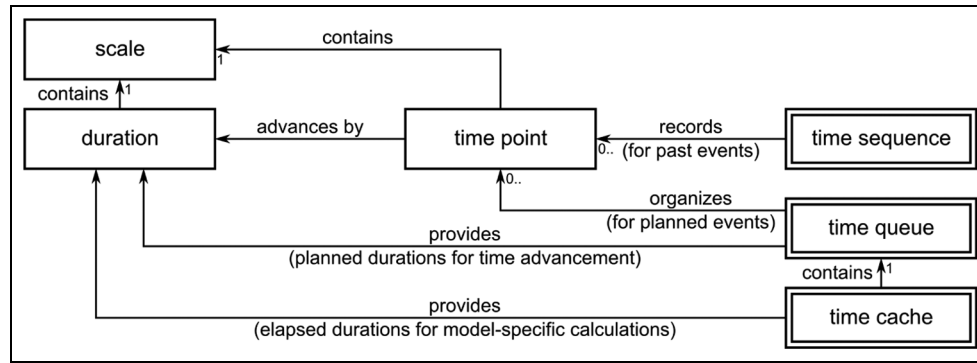 contains
scale
1
contains
1
duration
advances by
time point
records
time sequence
0..
(for past events)
0..
organizes
(for planned events)
time queue
provides
(planned durations for time advancement)
contains
1
provides
(elapsed durations for model-specific calculations)
time cache